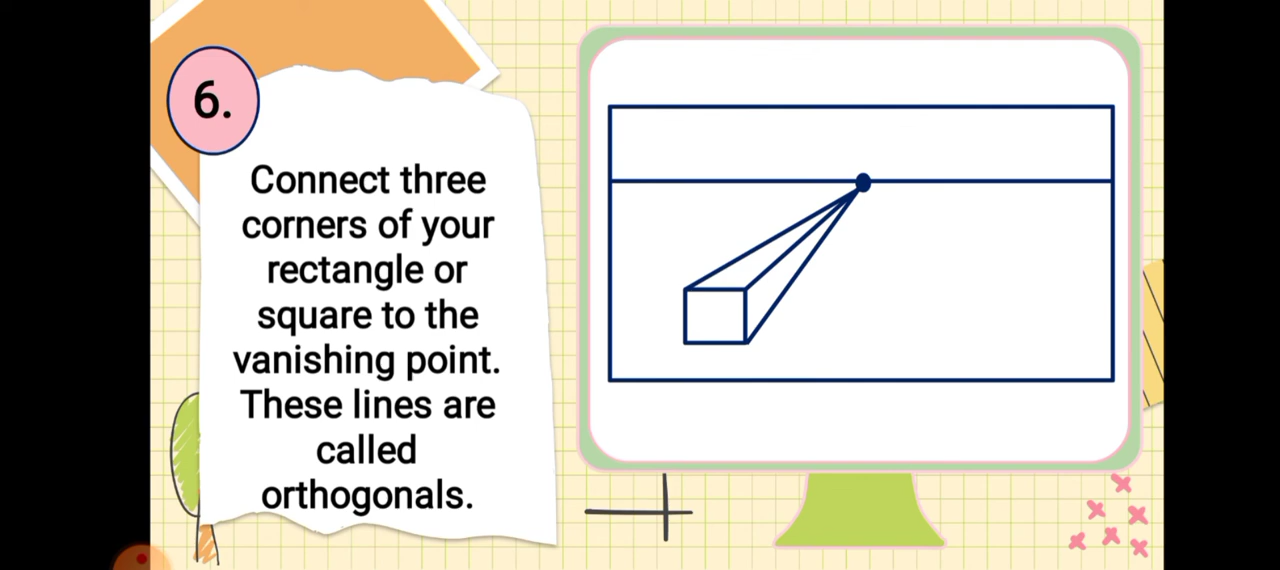 6.
Connect three
corners of your
rectangle or
square to the
vanishing point.
These lines are
called
orthogonals.